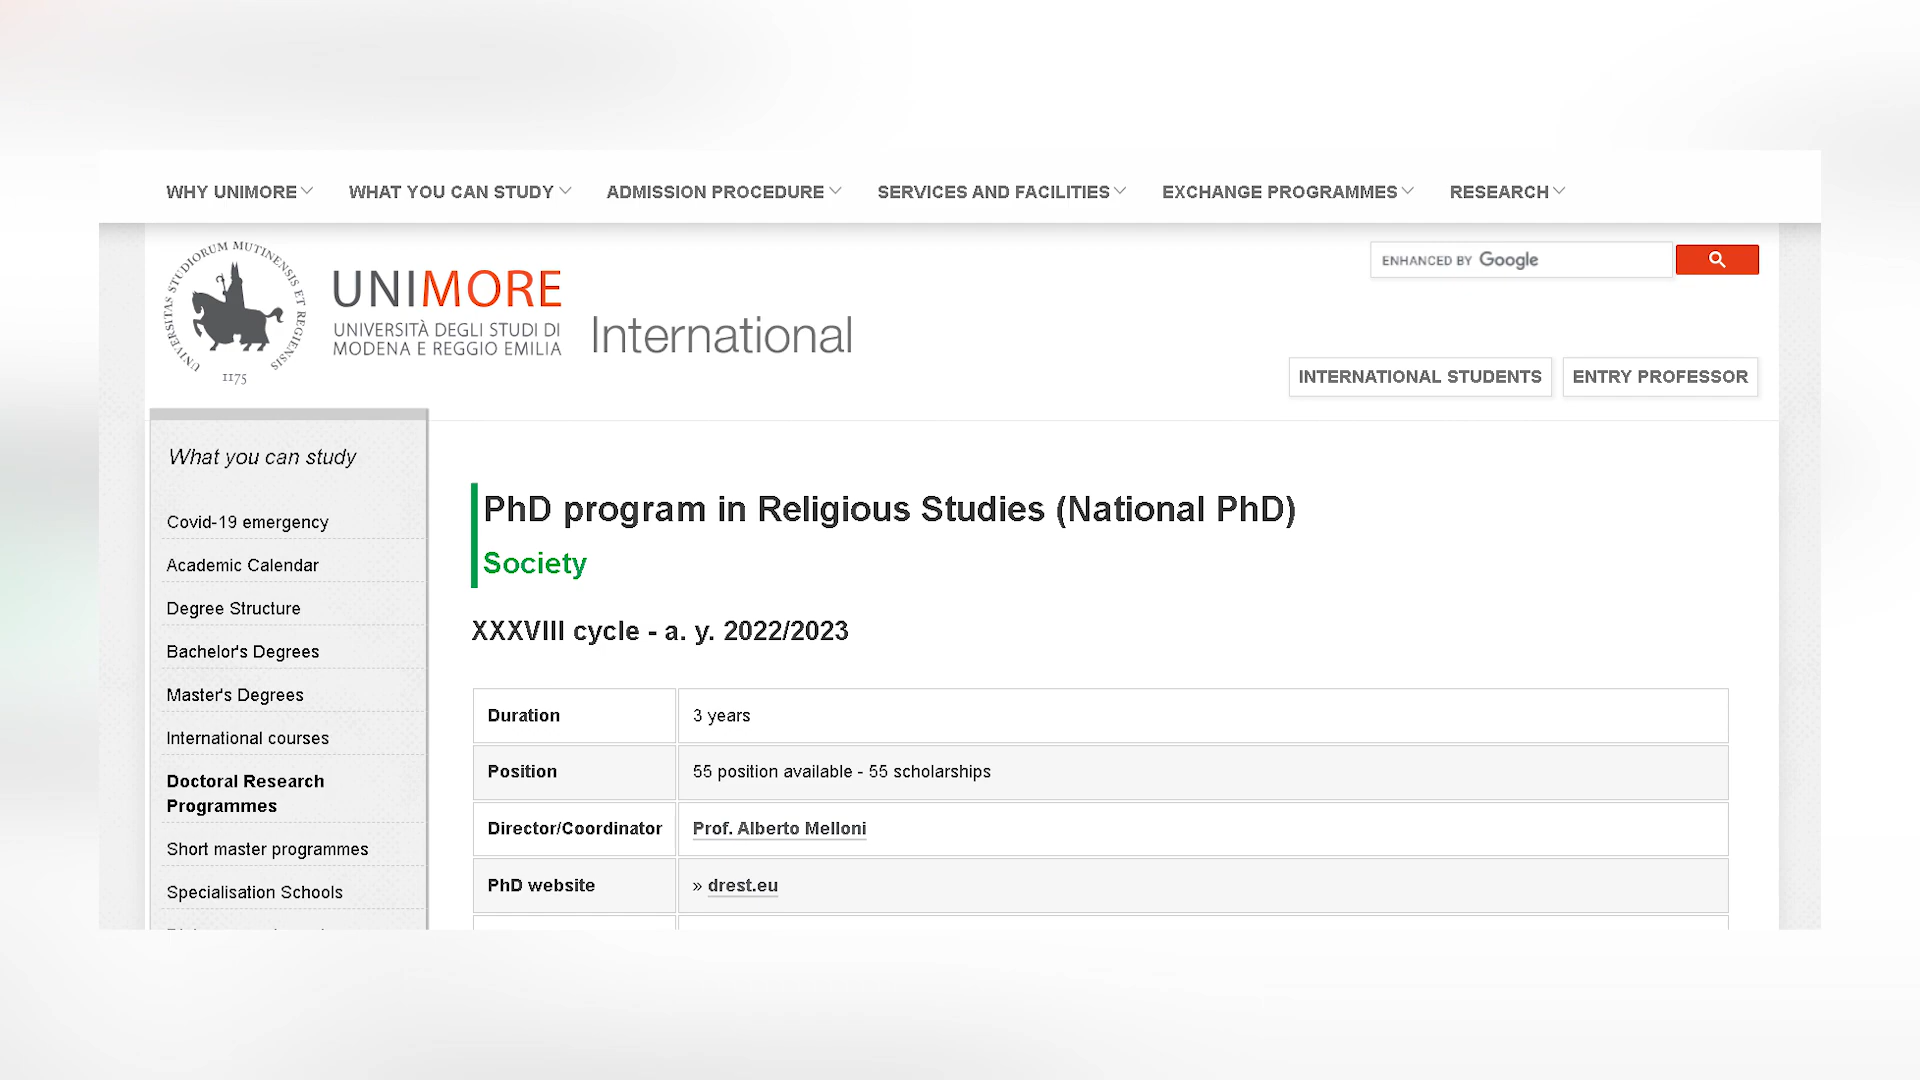 WHY UNIMORE WHAT YOU CAN STUDY ADMISSION PROCEDURE SERVICES AND FACILITIES EXCHANGE PROGRAMMES RESEARCH
UNIVERSITAS STUDIORUM MUTINENSIS ET REGIENSIS
1175
UNIMORE
UNIVERSITÀ DEGLI STUDI DI
MODENA E REGGIO EMILIA
International
ENHANCED BY Google
INTERNATIONAL STUDENTS ENTRY PROFESSOR
What you can study
Covid-19 emergency
Academic Calendar
Degree Structure
Bachelor's Degrees
Master's Degrees
International courses
Doctoral Research
Programmes
Short master programmes
Specialisation Schools
PhD program in Religious Studies (National PhD)
Society
XXXVIII cycle - a. y. 2022/2023
Duration 3 years
Position 55 position available - 55 scholarships
Director/Coordinator Prof. Alberto Melloni
PhD website » drest.eu